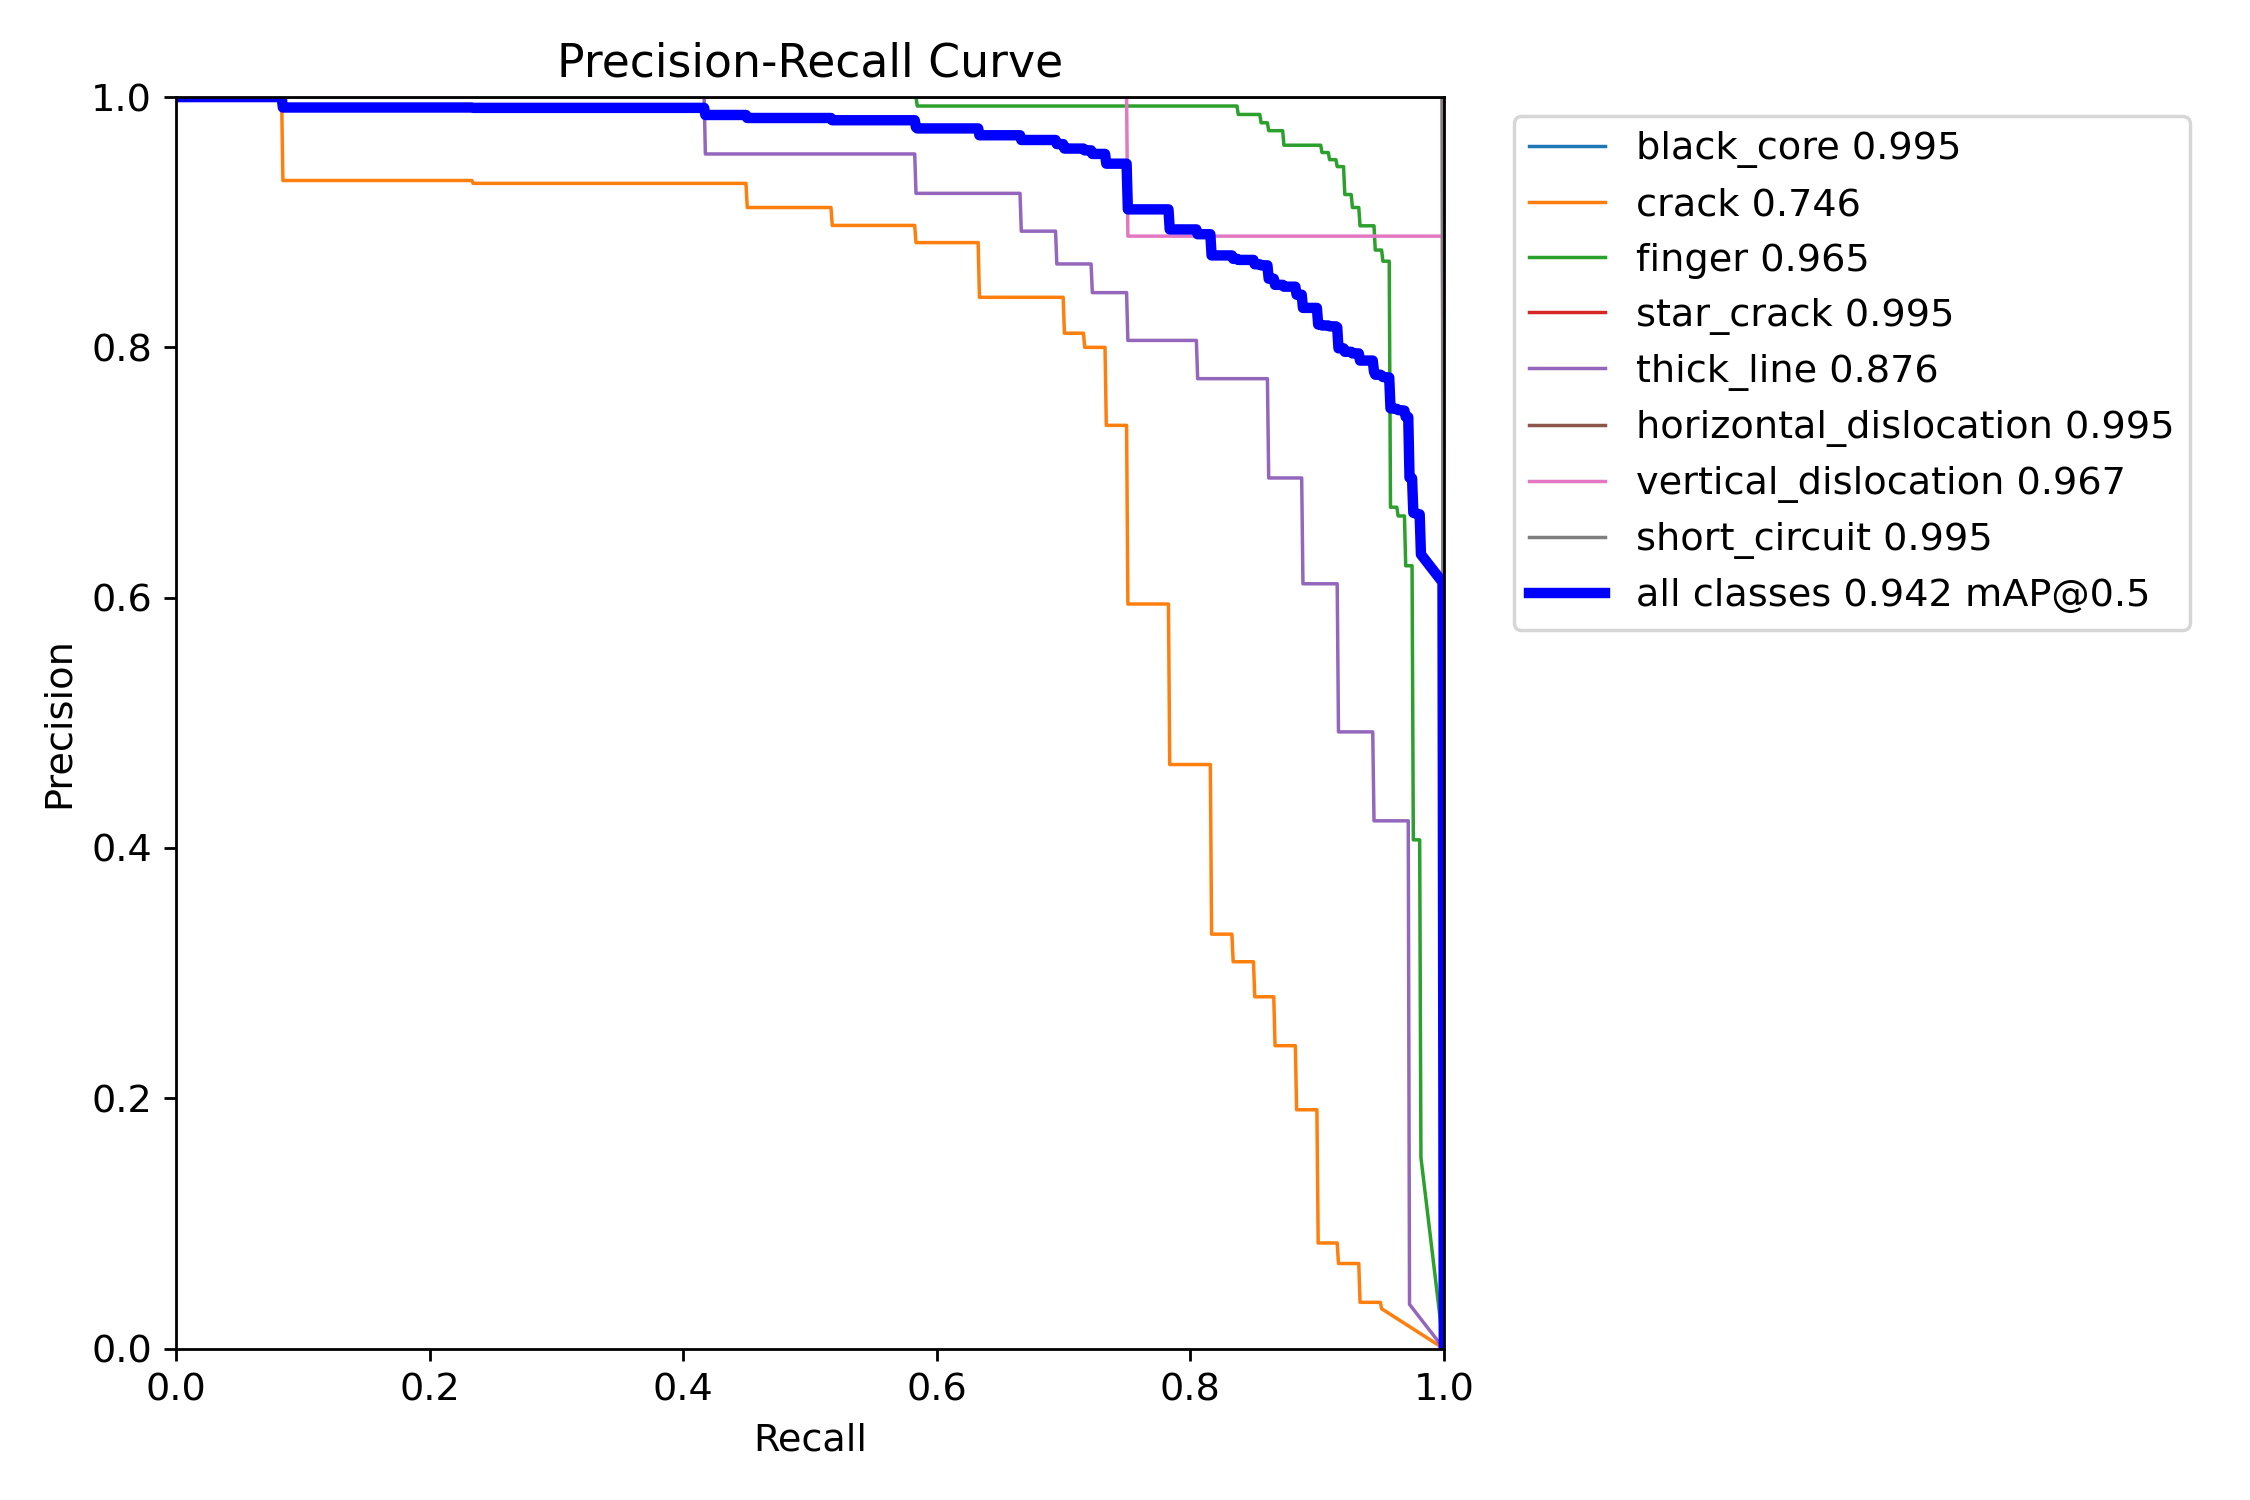 Precision-Recall Curve
1.0
0.8
0.6
0.4
0.2
0.0
Precision
0.0 0.2 0.4 0.6 0.8 1.0
Recall
black_core 0.995
crack 0.746
finger 0.965
star_crack 0.995
thick_line 0.876
horizontal_dislocation 0.995
vertical_dislocation 0.967
short_circuit 0.995
all classes 0.942 mAP@0.5